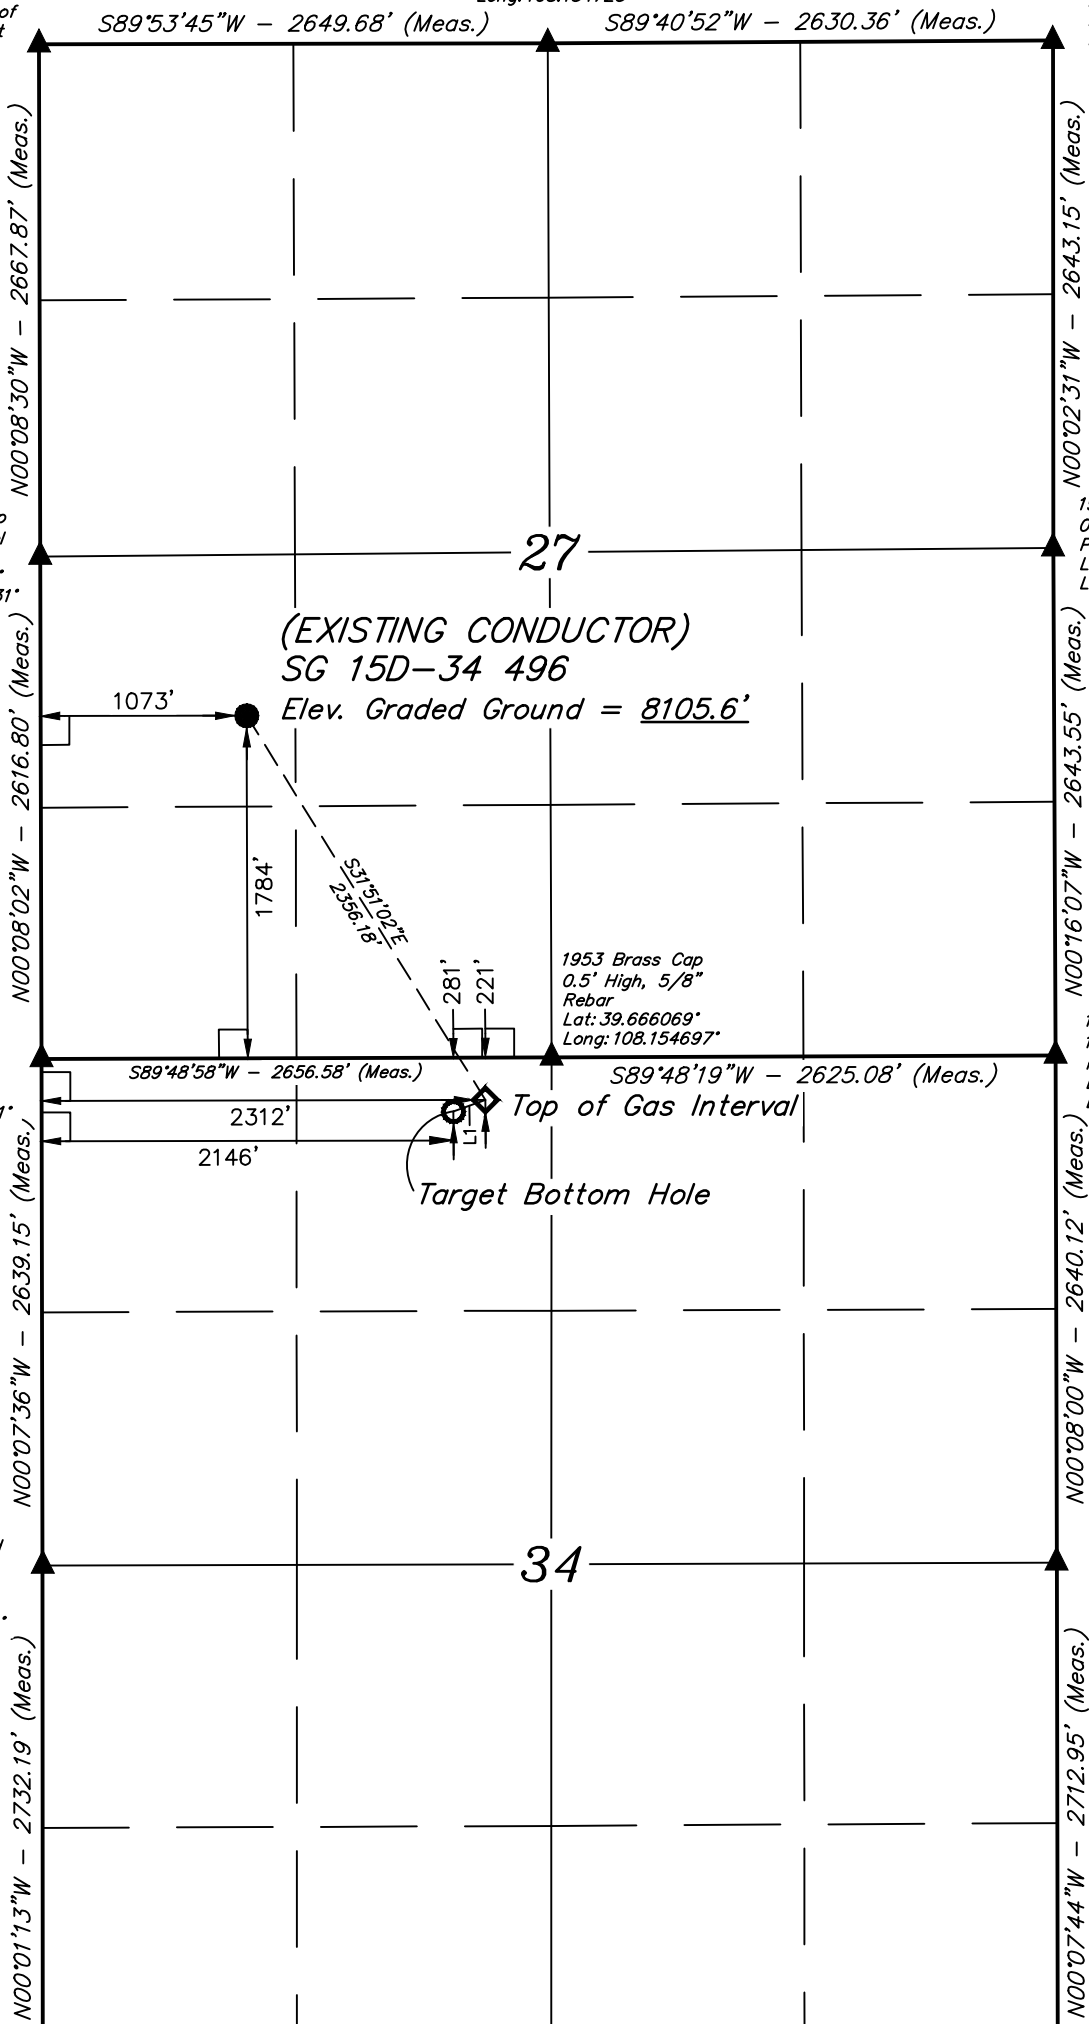 S89°53'45"W - 2649.68' (Meas.)
S89°40'52"W - 2630.36' (Meas.)
of
N00°08'30"W - 2667.87' (Meas.)
N00°02'31"W - 2643.15' (Meas.)
27
(EXISTING CONDUCTOR)
SG 15D-34 496
Elev. Graded Ground = 8105.6'
1073'
1784'
N00°08'02"W - 2616.80' (Meas.)
N00°16'07"W - 2643.55' (Meas.)
S31°51'02"E
2356.18'
281'
221'
1953 Brass Cap
0.5' High, 5/8"
Rebar
Lat: 39.666069°
Long: 108.154697°
S89°48'58"W - 2656.58' (Meas.)
S89°48'19"W - 2625.08' (Meas.)
2312'
Top of Gas Interval
L1
2146'
Target Bottom Hole
N00°07'36"W - 2639.15' (Meas.)
N00°08'00"W - 2640.12' (Meas.)
34
N00°01'13"W - 2732.19' (Meas.)
N00°07'44"W - 2712.95' (Meas.)